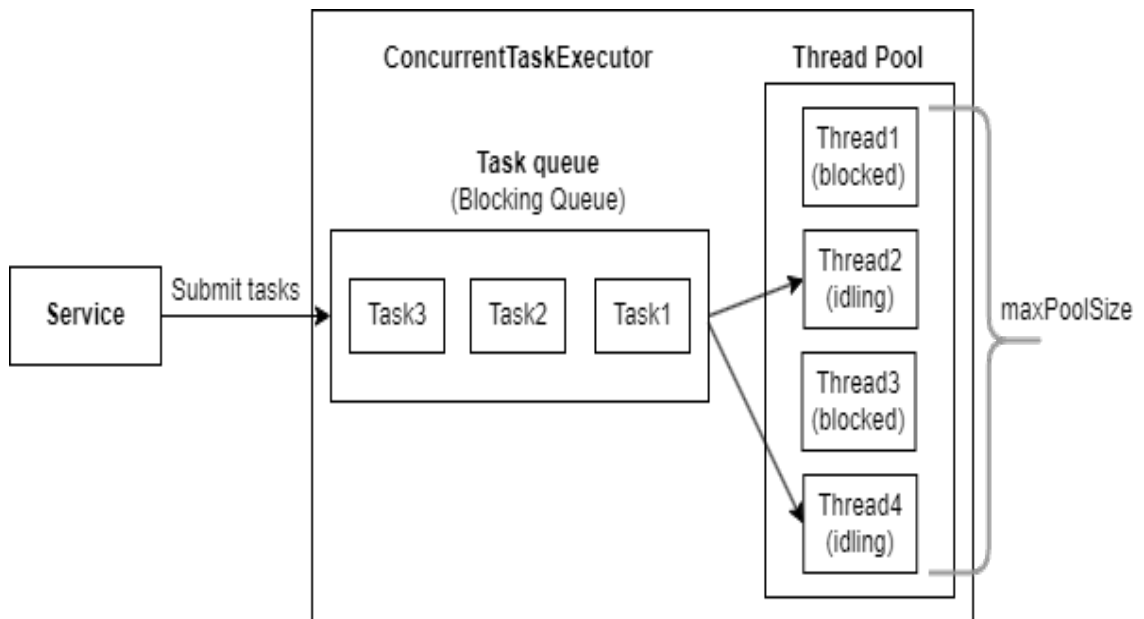 ConcurrentTaskExecutor
Thread Pool
Task queue
(Blocking Queue)
Service
Submit tasks
Task3
Task2
Task1
Thread1
(blocked)
Thread2
(idling)
Thread3
(blocked)
Thread4
(idling)
maxPoolSize